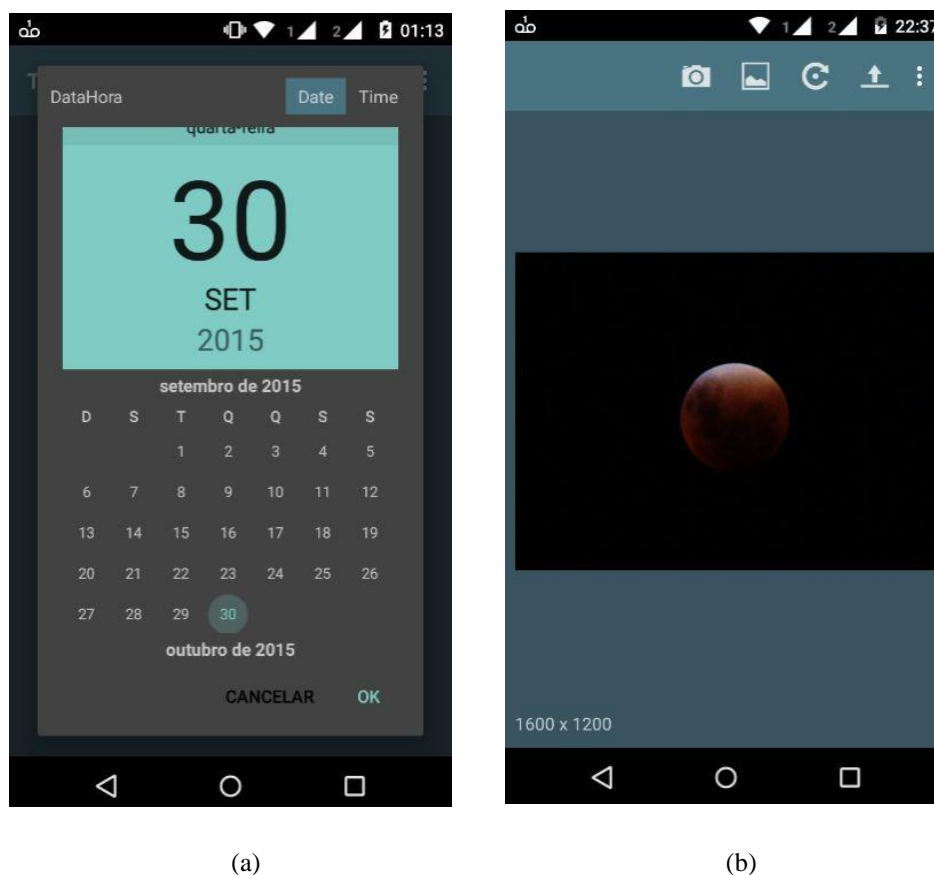 01:13
DataHora Date Time
quarta-feira
30
SET
2015
setembro de 2015
D S T Q Q S S
1 2 3 4 5
6 7 8 9 10 11 12
13 14 15 16 17 18 19
20 21 22 23 24 25 26
27 28 29 30
outubro de 2015
CANCELAR OK
(a)
1 2 22:37
1600 x 1200
(b)